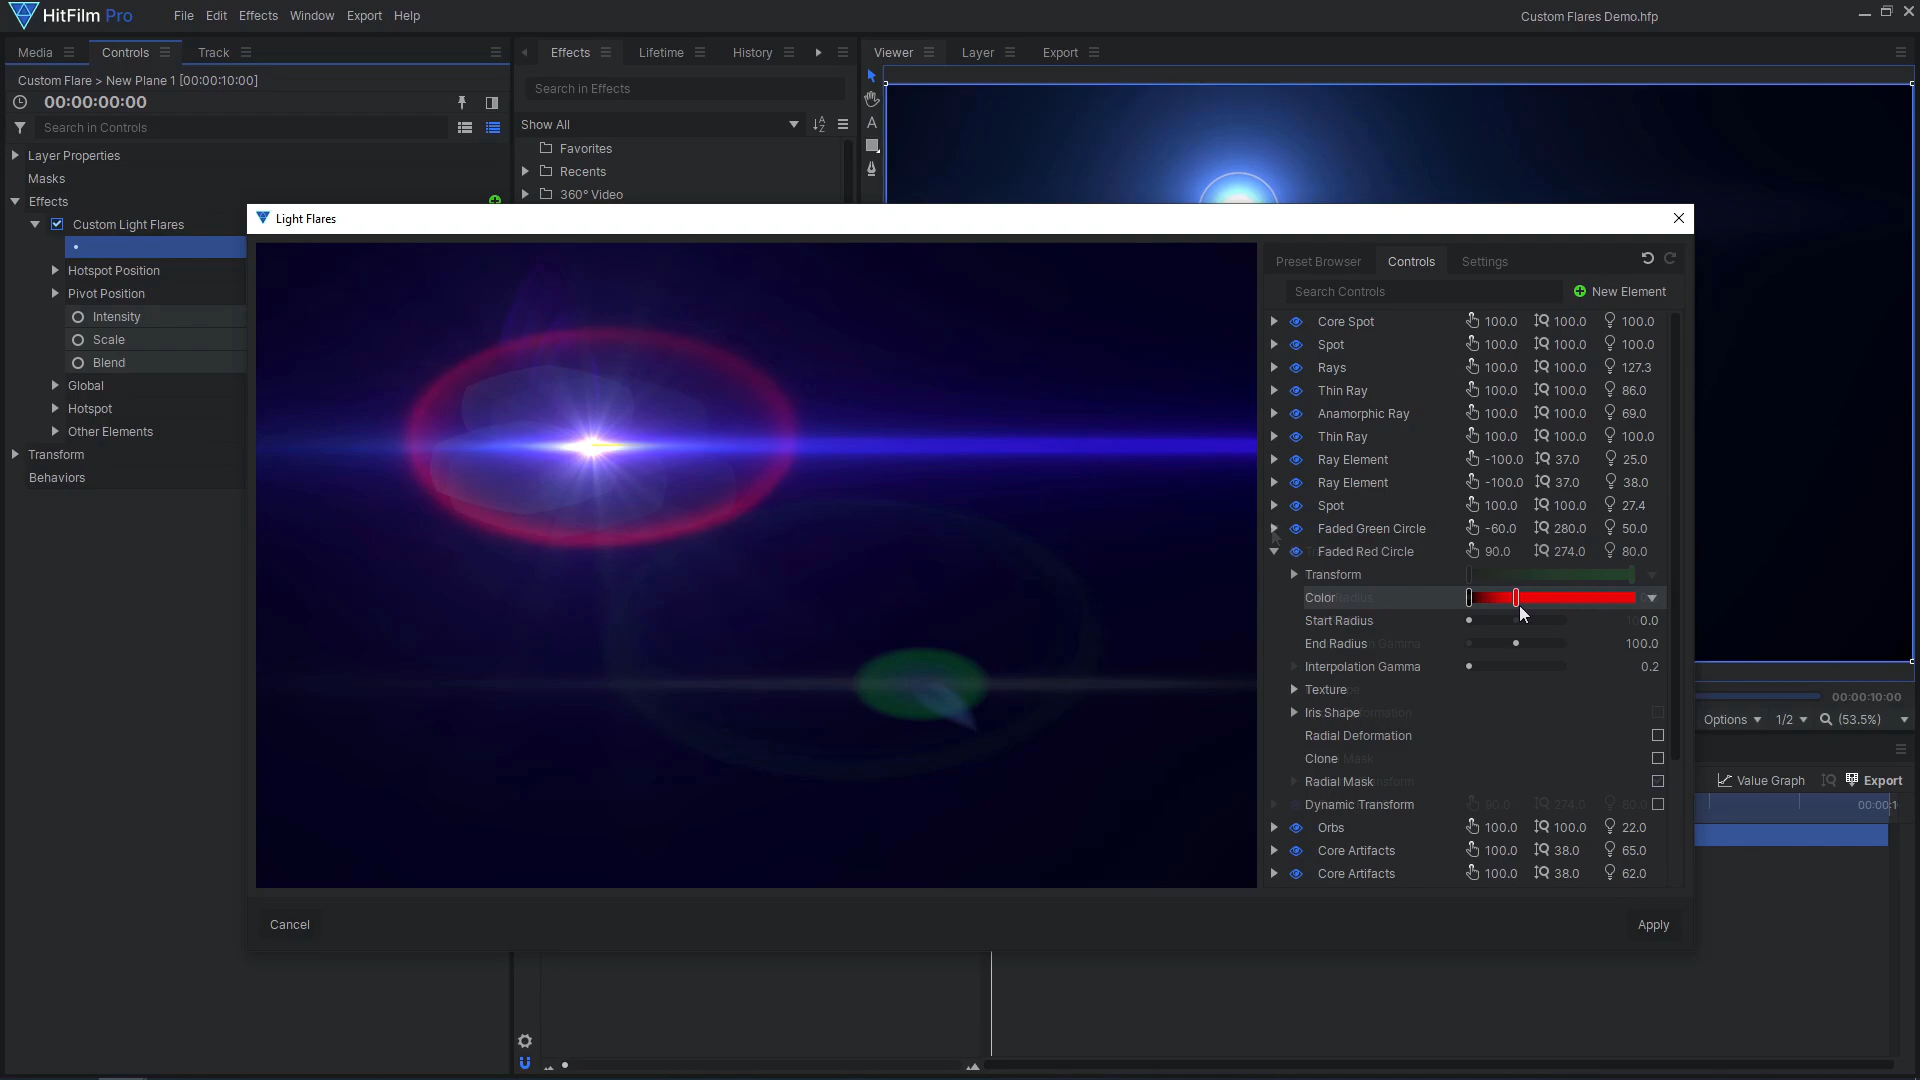 HitFilm Pro
File Edit Effects Window Export Help
Custom Flares Demo.hfp
Media Controls Track
Effects Lifetime History
Viewer Layer Export
Custom Flare > New Plane 1 [00:00:10:00]
00:00:00:00
Search in Controls
Search in Effects
Show All
Favorites
Recents
360° Video
Layer Properties
Masks
Effects
Custom Light Flares
Hotspot Position
Pivot Position
Intensity
Scale
Blend
Global
Hotspot
Other Elements
Transform
Behaviors
Light Flares
Preset Browser Controls Settings
Search Controls New Element
Core Spot 100.0 100.0 100.0
Spot 100.0 100.0 100.0
Rays 100.0 100.0 127.3
Thin Ray 100.0 100.0 86.0
Anamorphic Ray 100.0 100.0 69.0
Thin Ray 100.0 100.0 100.0
Ray Element -100.0 37.0 25.0
Ray Element -100.0 37.0 38.0
Spot 100.0 100.0 27.4
Faded Green Circle -60.0 280.0 50.0
Faded Red Circle 90.0 274.0 80.0
Transform
Color
Start Radius 0.0
End Radius 100.0
Interpolation Gamma 0.2
Texture
Iris Shape
Radial Deformation
Clone
Radial Mask
Dynamic Transform
Orbs 100.0 100.0 22.0
Core Artifacts 100.0 38.0 65.0
Core Artifacts 100.0 38.0 62.0
Cancel Apply
00:00:10:00
Options 1/2 (53.5%)
Value Graph Export
00:00:1